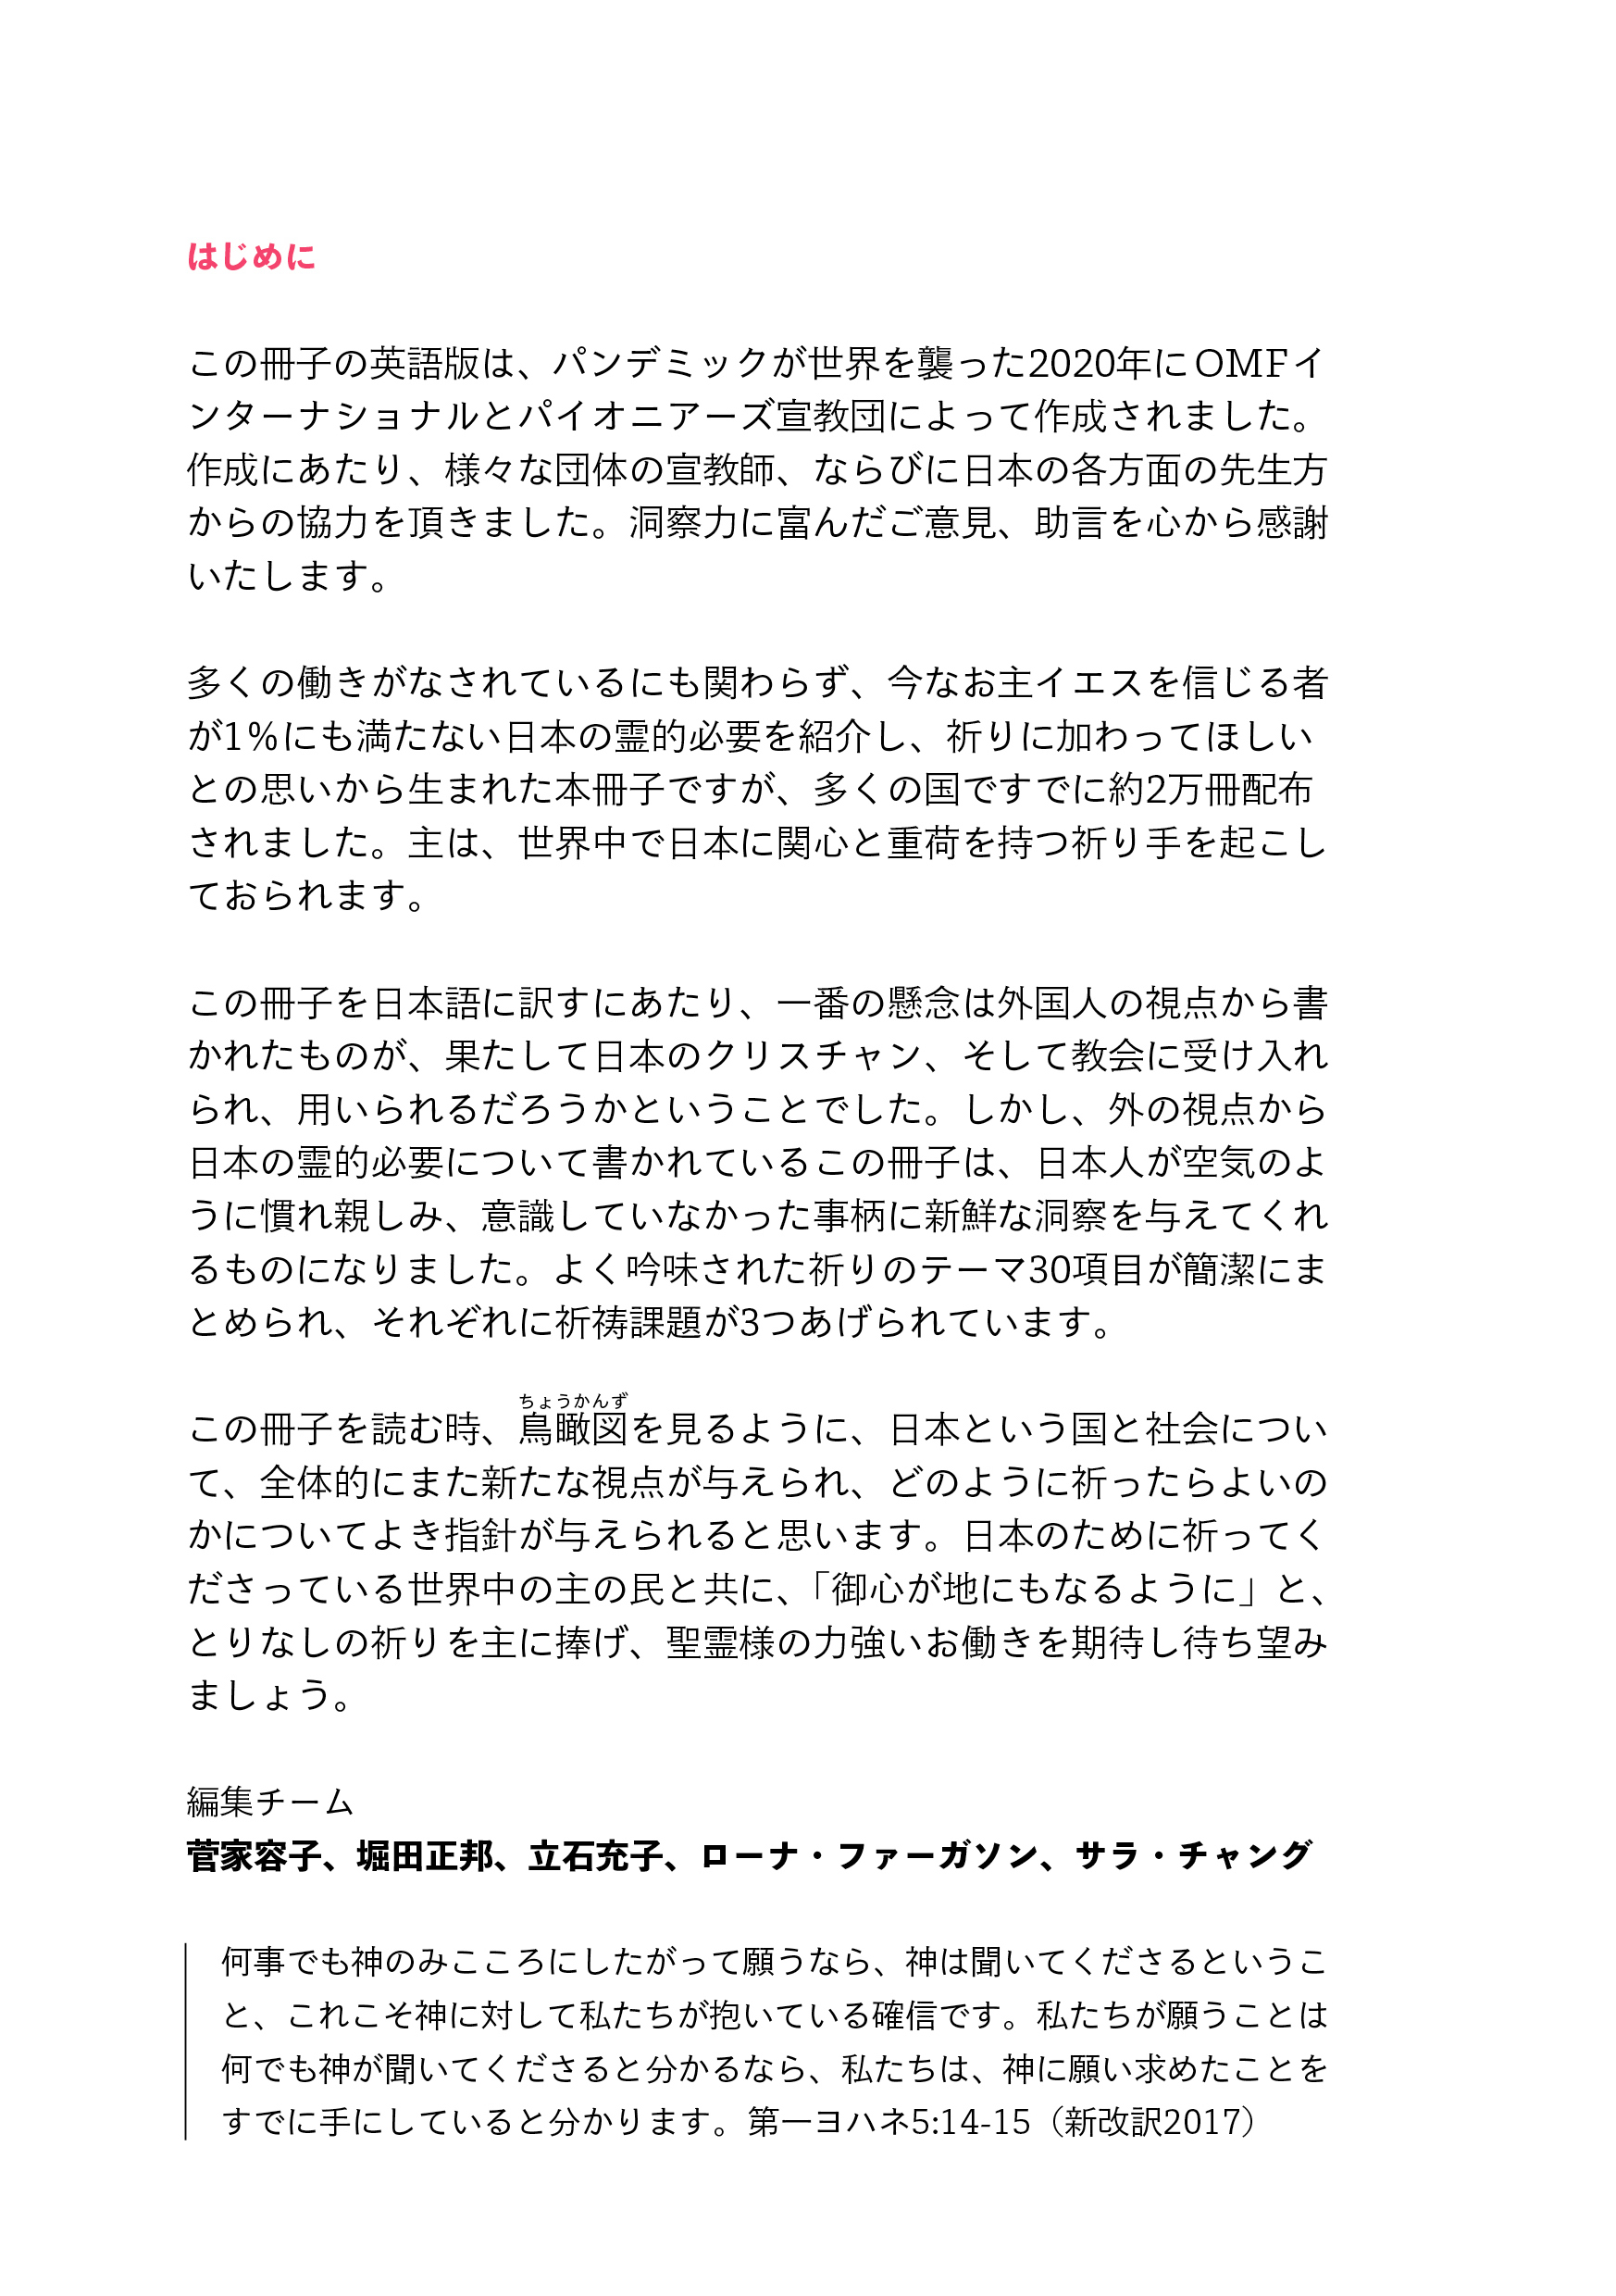 はじめに
この冊子の英語版は、パンデミックが世界を襲った2020年にOMFイ
ンターナショナルとパイオニアーズ宣教団によって作成されました。
作成にあたり、様々な団体の宣教師、ならびに日本の各方面の先生方
からの協力を頂きました。洞察力に富んだご意見、助言を心から感謝
いたします。
多くの働きがなされているにも関わらず、今なお主イエスを信じる者
が1%にも満たない日本の霊的必要を紹介し、祈りに加わってほしい
との思いから生まれた本冊子ですが、多くの国ですでに約2万冊配布
されました。主は、世界中で日本に関心と重荷を持つ祈り手を起こし
ておられます。
この冊子を日本語に訳すにあたり、一番の懸念は外国人の視点から書
かれたものが、果たして日本のクリスチャン、そして教会に受け入れ
られ、用いられるだろうかということでした。しかし、外の視点から
日本の霊的必要について書かれているこの冊子は、日本人が空気のよ
うに慣れ親しみ、意識していなかった事柄に新鮮な洞察を与えてくれ
るものになりました。よく吟味された祈りのテーマ30項目が簡潔にま
とめられ、それぞれに祈祷課題が3つあげられています。
ちょうかんず
この冊子を読む時、鳥瞰図を見るように、日本という国と社会につい
て、全体的にまた新たな視点が与えられ、どのように祈ったらよいの
かについてよき指針が与えられると思います。日本のために祈ってく
ださっている世界中の主の民と共に、「御心が地にもなるように」と、
とりなしの祈りを主に捧げ、聖霊様の力強いお働きを期待し待ち望み
ましょう。
編集チーム
菅家容子、堀田正邦、立石充子、ローナ・ファーガソン、サラ・チャング
何事でも神のみこころにしたがって願うなら、神は聞いてくださるというこ
と、これこそ神に対して私たちが抱いている確信です。私たちが願うことは
何でも神が聞いてくださると分かるなら、私たちは、神に願い求めたことを
すでに手にしていると分かります。第一ヨハネ5:14-15（新改訳2017）